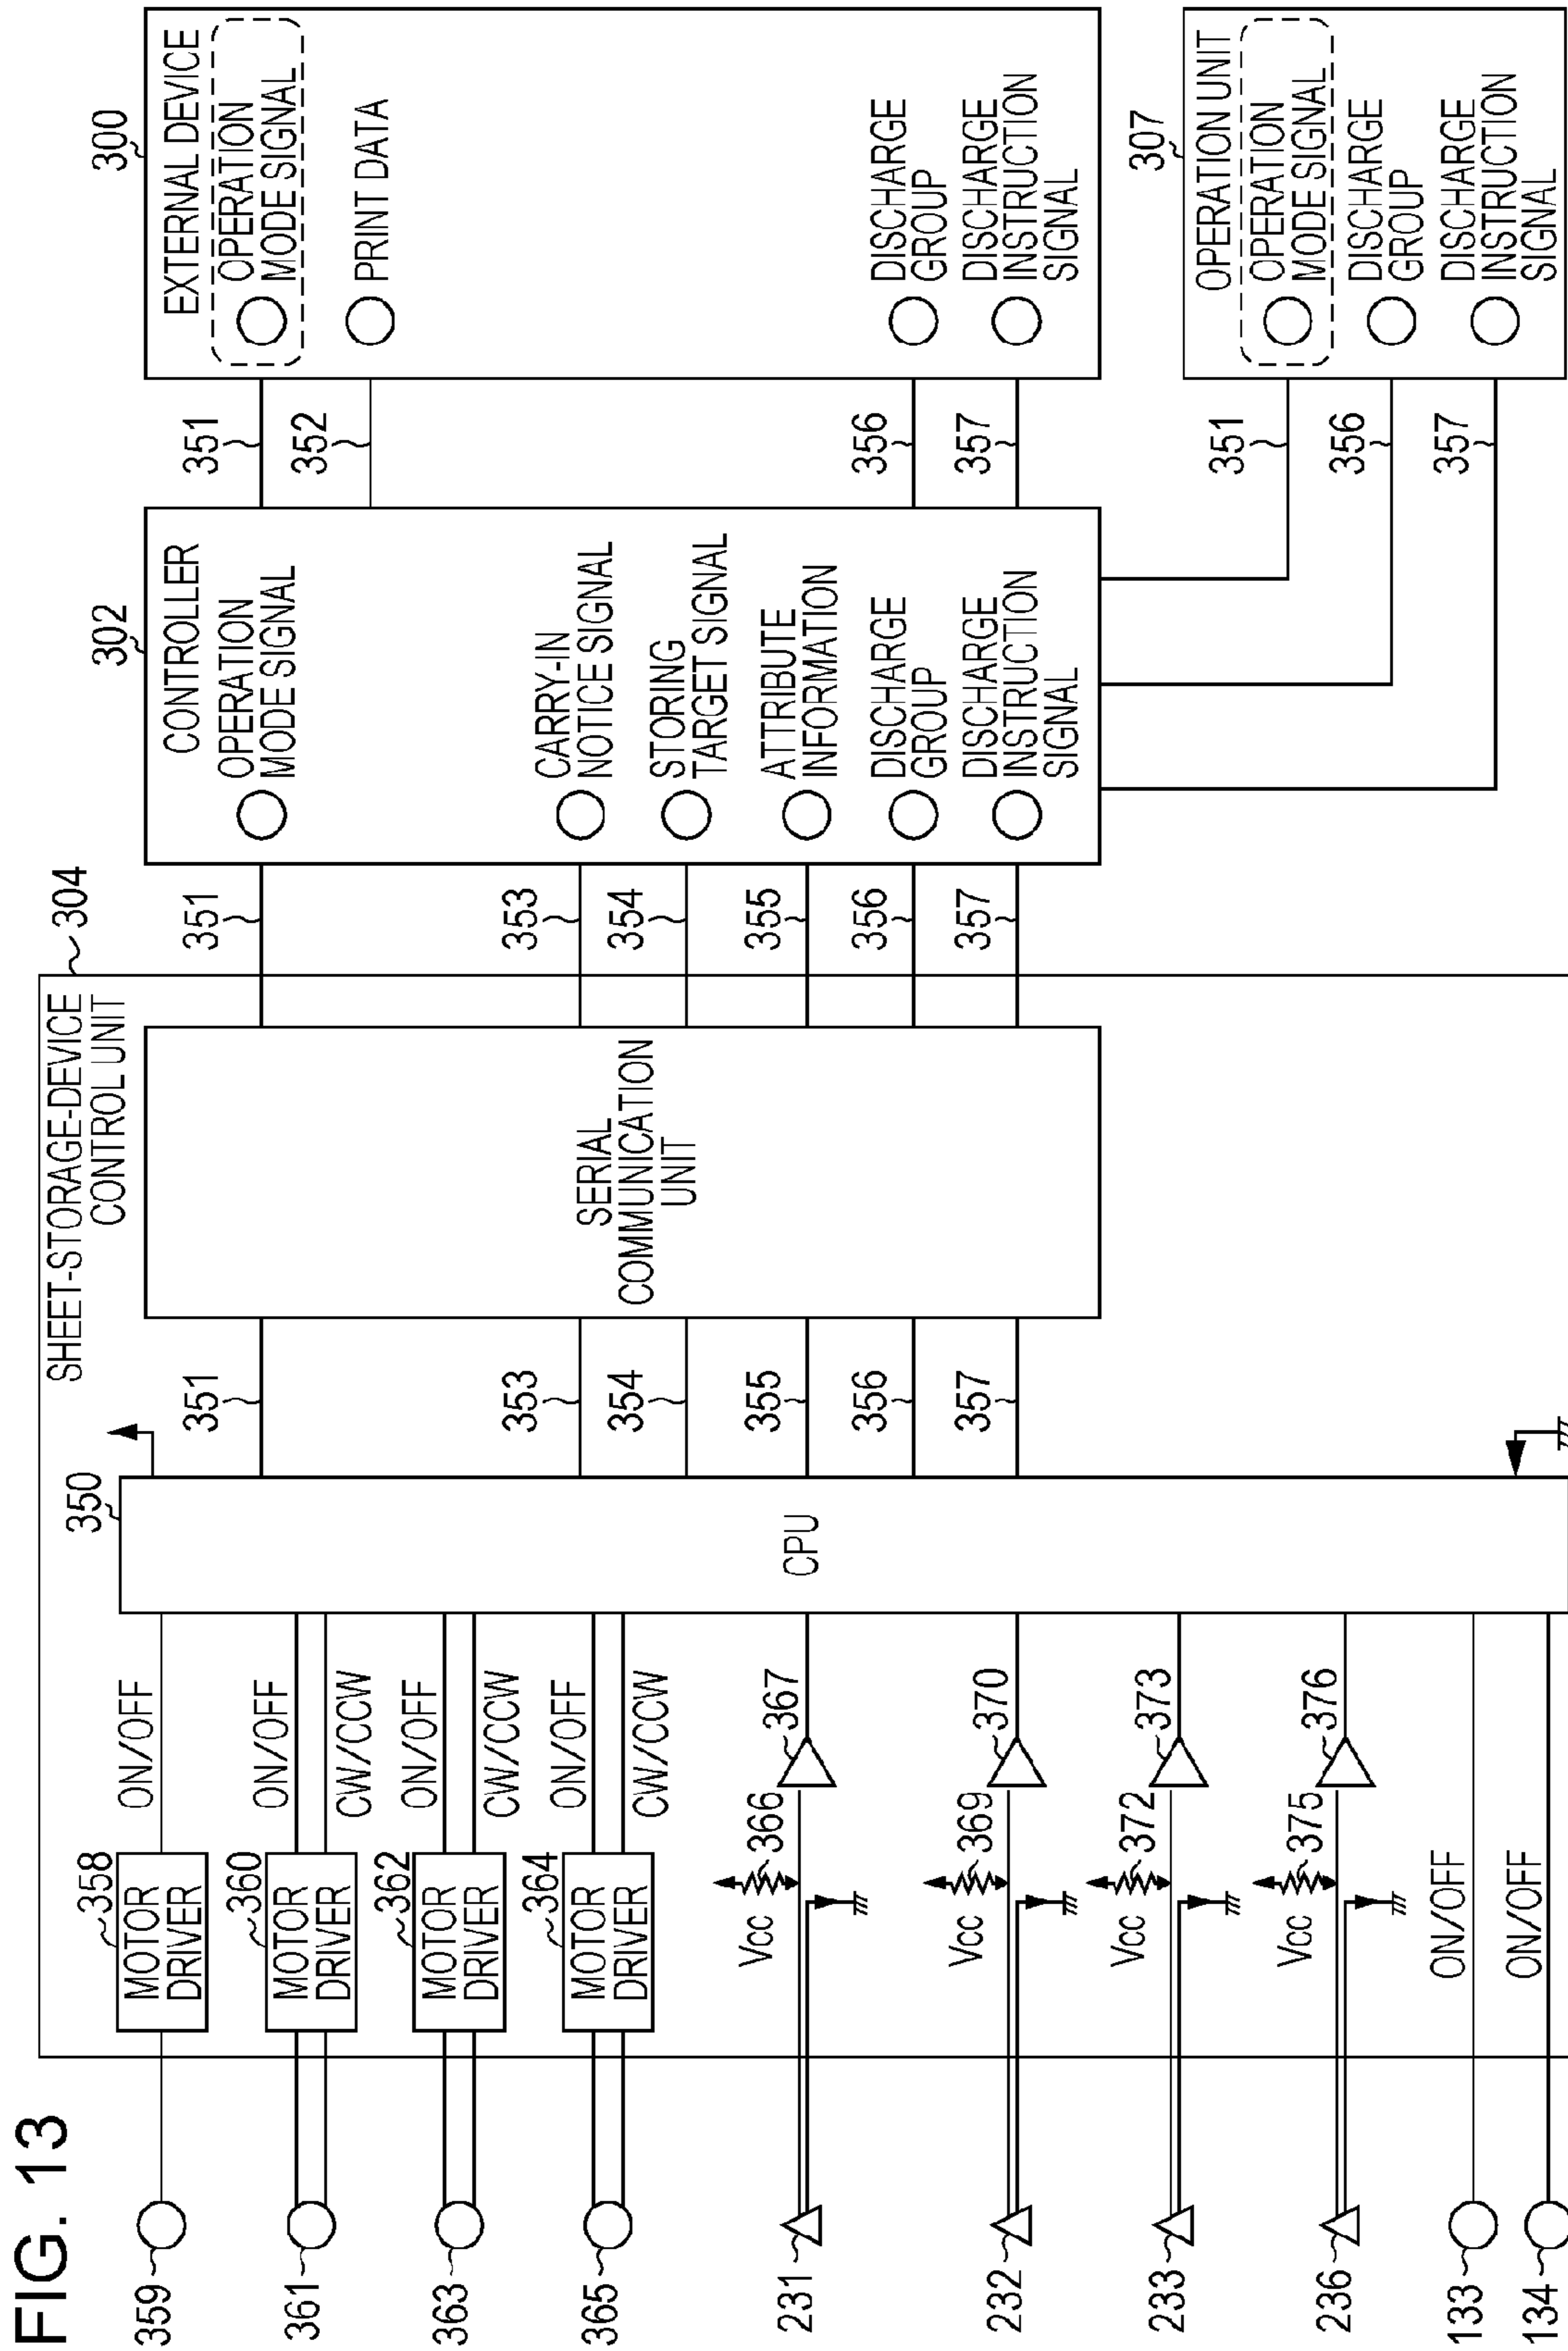 FIG. 13
SHEET-STORAGE-DEVICE
CONTROL UNIT
304
359
358
MOTOR
DRIVER
ON/OFF
361
360
MOTOR
DRIVER
ON/OFF
CW/CCW
363
362
MOTOR
DRIVER
ON/OFF
CW/CCW
365
364
MOTOR
DRIVER
ON/OFF
CW/CCW
231
Vcc
366
367
232
Vcc
369
370
233
Vcc
372
373
236
Vcc
375
376
133
ON/OFF
134
ON/OFF
350
CPU
351
353
354
355
356
357
SERIAL
COMMUNICATION
UNIT
351
353
354
355
356
357
302
CONTROLLER
OPERATION
MODE SIGNAL
CARRY-IN
NOTICE SIGNAL
STORING
TARGET SIGNAL
ATTRIBUTE
INFORMATION
DISCHARGE
GROUP
DISCHARGE
INSTRUCTION
SIGNAL
351
352
356
357
300
EXTERNAL DEVICE
OPERATION
MODE SIGNAL
PRINT DATA
DISCHARGE
GROUP
DISCHARGE
INSTRUCTION
SIGNAL
351
356
357
307
OPERATION UNIT
OPERATION
MODE SIGNAL
DISCHARGE
GROUP
DISCHARGE
INSTRUCTION
SIGNAL